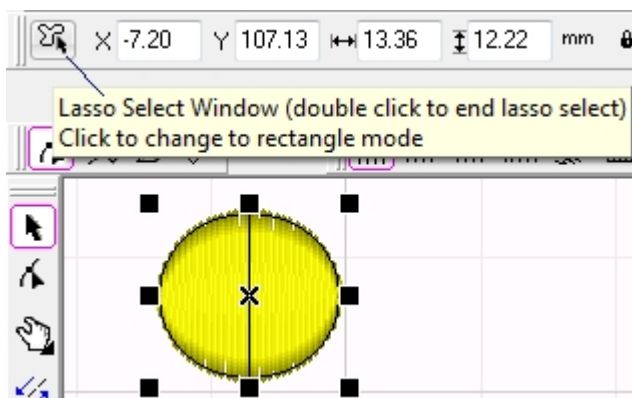 X -7.20 Y 107.13 13.36 12.22 mm
Lasso Select Window (double click to end lasso select)
Click to change to rectangle mode